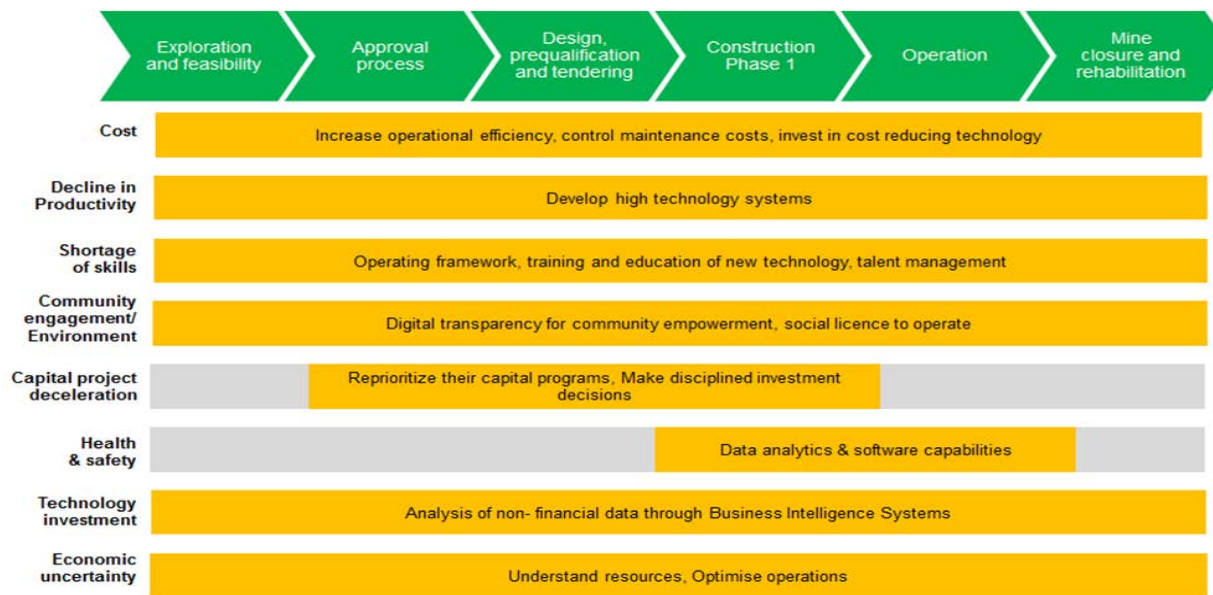 Exploration
and feasibility
Approval
process
Design,
prequalification
and tendering
Construction
Phase 1
Operation
Mine
closure and
rehabilitation
Cost
Increase operational efficiency, control maintenance costs, invest in cost reducing technology
Decline in
Productivity
Develop high technology systems
Shortage
of skills
Operating framework, training and education of new technology, talent management
Community
engagement/
Environment
Digital transparency for community empowerment, social licence to operate
Capital project
deceleration
Reprioritize their capital programs, Make disciplined investment
decisions
Health
& safety
Data analytics & software capabilities
Technology
investment
Analysis of non- financial data through Business Intelligence Systems
Economic
uncertainty
Understand resources, Optimise operations